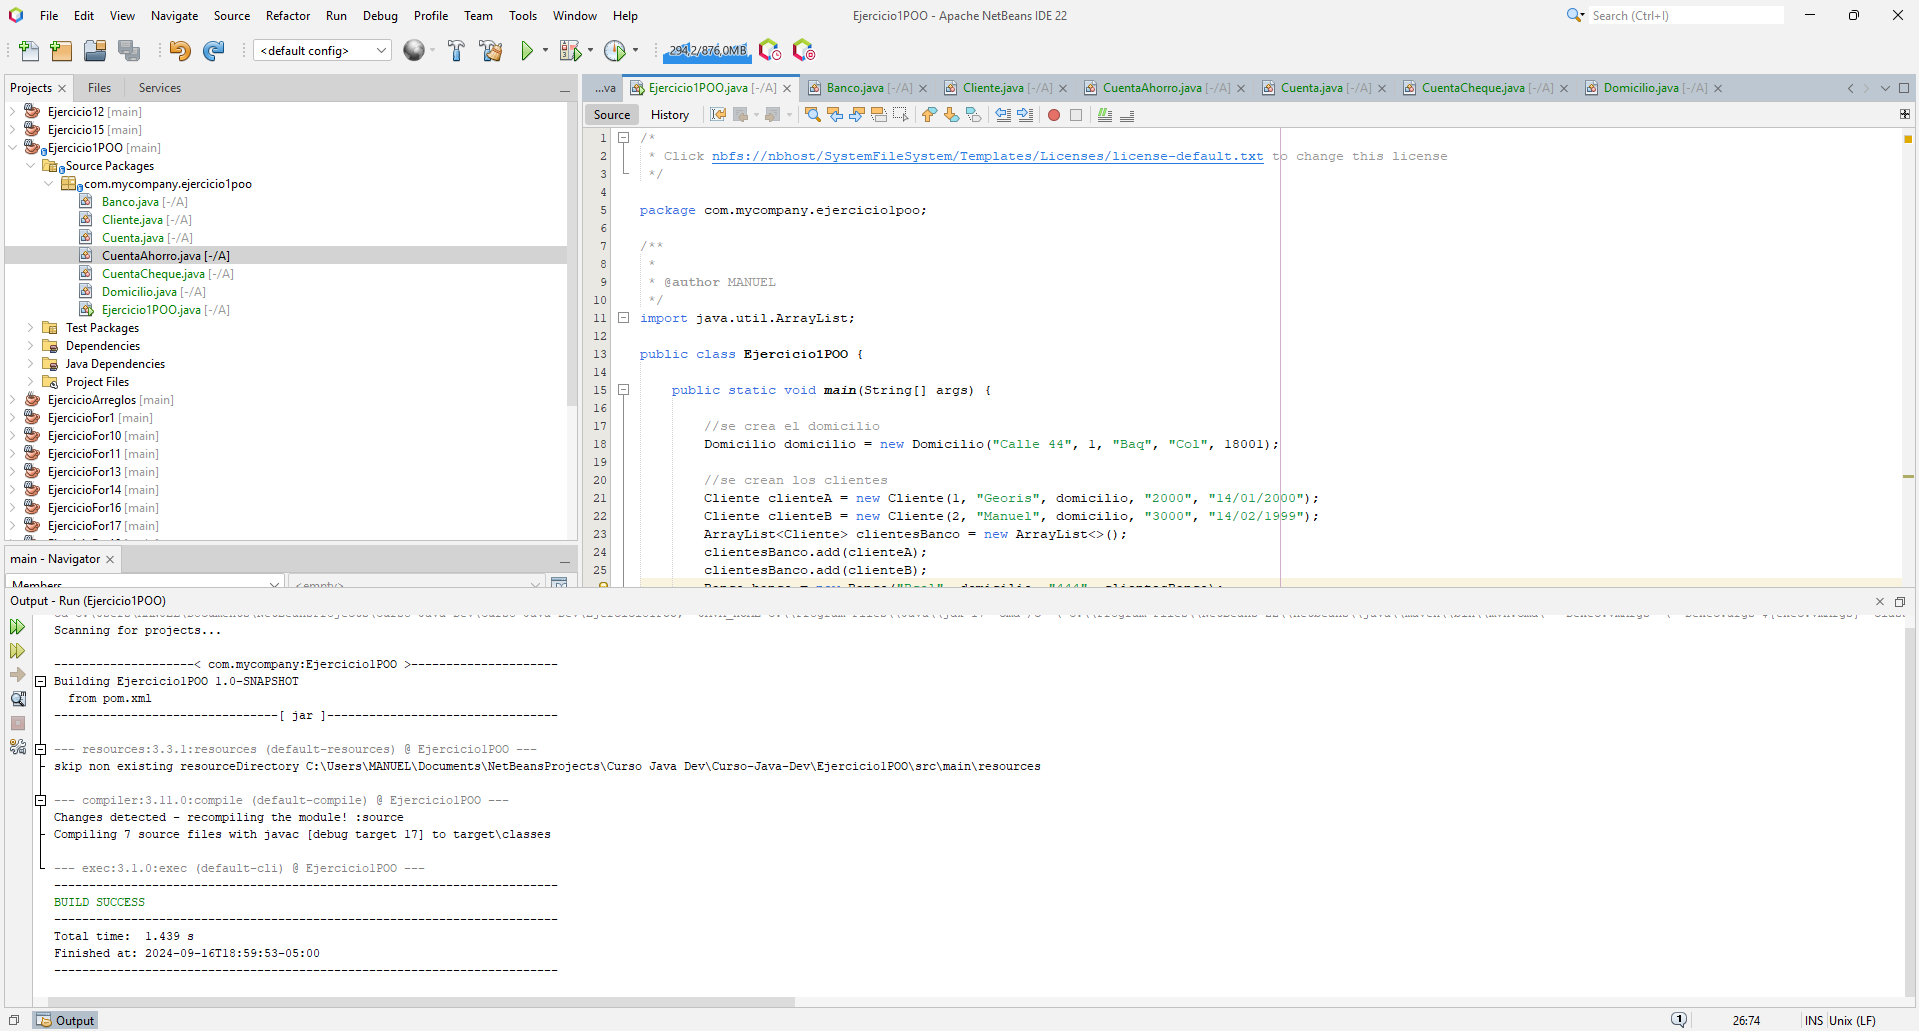 File Edit View Navigate Source Refactor Run Debug Profile Team Tools Window Help
Ejercicio1POO - Apache NetBeans IDE 22
Search (Ctrl+I)
<default config>
294,2/876,0MB
Projects Files Services
Ejercicio12 [main]
Ejercicio15 [main]
Ejercicio1POO [main]
Source Packages
com.mycompany.ejercicio1poo
Banco.java [-/A]
Cliente.java [-/A]
Cuenta.java [-/A]
CuentaAhorro.java [-/A]
CuentaCheque.java [-/A]
Domicilio.java [-/A]
Ejercicio1POO.java [-/A]
Test Packages
Dependencies
Java Dependencies
Project Files
EjercicioArreglos [main]
EjercicioFor1 [main]
EjercicioFor10 [main]
EjercicioFor11 [main]
EjercicioFor13 [main]
EjercicioFor14 [main]
EjercicioFor16 [main]
EjercicioFor17 [main]
main - Navigator
Members <empty>
...va Ejercicio1POO.java [-/A] Banco.java [-/A] Cliente.java [-/A] CuentaAhorro.java [-/A] Cuenta.java [-/A] CuentaCheque.java [-/A] Domicilio.java [-/A]
Source History
1 /*
2 * Click nbfs://nbhost/SystemFileSystem/Templates/Licenses/license-default.txt to change this license
3 */
4
5 package com.mycompany.ejercicio1poo;
6
7 /**
8 *
9 * @author MANUEL
10 */
11 import java.util.ArrayList;
12
13 public class Ejercicio1POO {
14
15 public static void main(String[] args) {
16
17 //se crea el domicilio
18 Domicilio domicilio = new Domicilio("Calle 44", 1, "Baq", "Col", 18001);
19
20 //se crean los clientes
21 Cliente clienteA = new Cliente(1, "Georis", domicilio, "2000", "14/01/2000");
22 Cliente clienteB = new Cliente(2, "Manuel", domicilio, "3000", "14/02/1999");
23 ArrayList<Cliente> clientesBanco = new ArrayList<>();
24 clientesBanco.add(clienteA);
25 clientesBanco.add(clienteB);
Output - Run (Ejercicio1POO)
Scanning for projects...
--------------------< com.mycompany:Ejercicio1POO >---------------------
Building Ejercicio1POO 1.0-SNAPSHOT
from pom.xml
--------------------------------[ jar ]---------------------------------
--- resources:3.3.1:resources (default-resources) @ Ejercicio1POO ---
skip non existing resourceDirectory C:\Users\MANUEL\Documents\NetBeansProjects\Curso Java Dev\Curso-Java-Dev\Ejercicio1POO\src\main\resources
--- compiler:3.11.0:compile (default-compile) @ Ejercicio1POO ---
Changes detected - recompiling the module! :source
Compiling 7 source files with javac [debug target 17] to target\classes
--- exec:3.1.0:exec (default-cli) @ Ejercicio1POO ---
------------------------------------------------------------------------
BUILD SUCCESS
------------------------------------------------------------------------
Total time:  1.439 s
Finished at: 2024-09-16T18:59:53-05:00
------------------------------------------------------------------------
Output
1 26:74 INS Unix (LF)